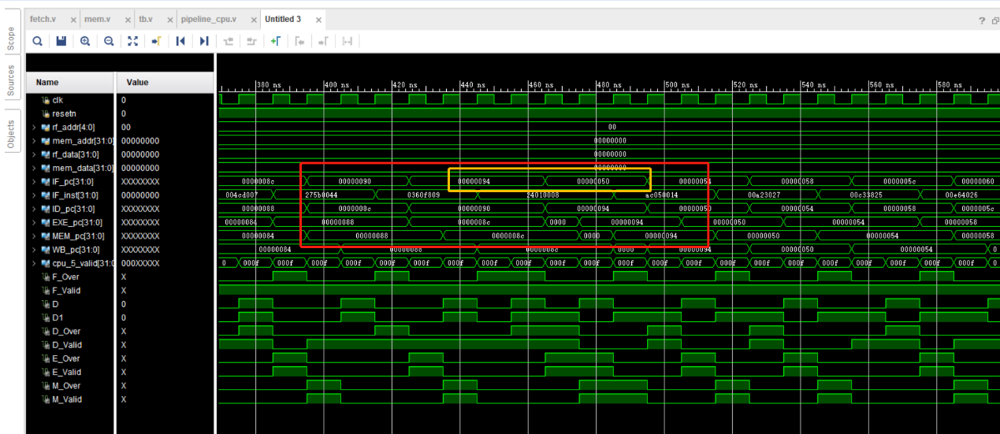 fetch.v × mem.v × tb.v × pipeline_cpu.v × Untitled 3 ×
?
Scope
Sources
Objects
Name Value
380 ns 400 ns 420 ns 440 ns 460 ns 480 ns 500 ns 520 ns 540 ns 560 ns 580 ns
clk 0
resetn 0
rf_addr[4:0] 00 00
mem_addr[31:0] 00000000 00000000
rf_data[31:0] 00000000 00000000
mem_data[31:0] 00000000 00000000
IF_pc[31:0] XXXXXXXX 0000008c 00000090 00000094 00000050 00000054 00000058 0000005c 00000060
IF_inst[31:0] 00000000 275b0044 0360f809 24010008 ac050014 00a23027 00c33825 00e64026
ID_pc[31:0] XXXXXXXX 00000088 0000008c 00000090 00000094 00000050 00000054 00000058 0000005c
EXE_pc[31:0] XXXXXXXX 00000084 00000088 0000008c 0000 00000094 00000050 00000054 00000058
MEM_pc[31:0] XXXXXXXX 00000084 00000088 0000008c 0000 00000094 00000050 00000054 00000058
WB_pc[31:0] XXXXXXXX 00000084 00000088 0000008c 0000 00000094 00000050 00000054 0
cpu_5_valid[31:0 000XXXXX 0 000f 000f 000f 000f 000f 000f 000f 000f 000f 000f 000f 000f 000f 000f 000f 000f 000f 000f 000f 000f 000f 000f
F_Over X
F_Valid X
D 0
D1 0
D_Over X
D_Valid X
E_Over X
E_Valid X
M_Over X
M_Valid X